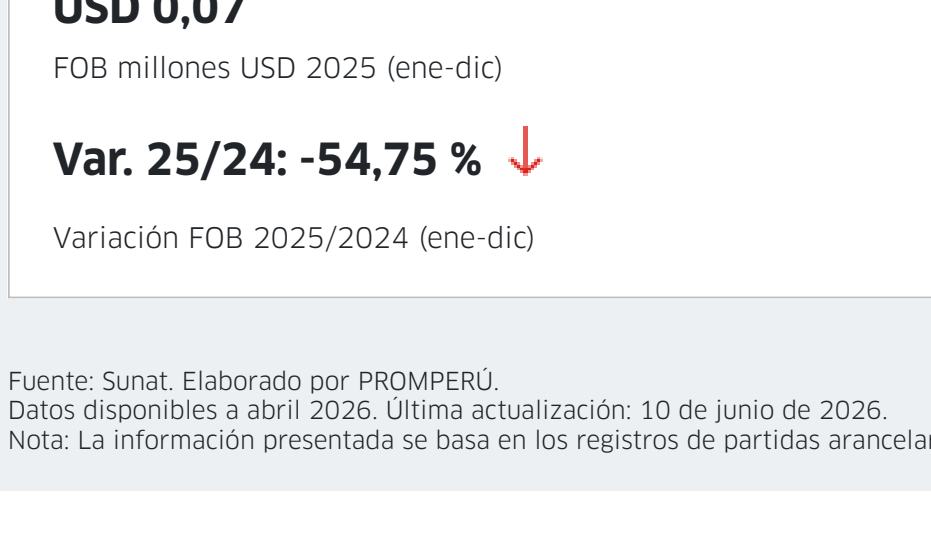 USD 0,07
FOB millones USD 2025 (ene-dic)
Var. 25/24: -54,75 %
Variación FOB 2025/2024 (ene-dic)
Fuente: Sunat. Elaborado por PROMPERÚ.
Datos disponibles a abril 2026. Última actualización: 10 de junio de 2026.
Nota: La información presentada se basa en los registros de partidas